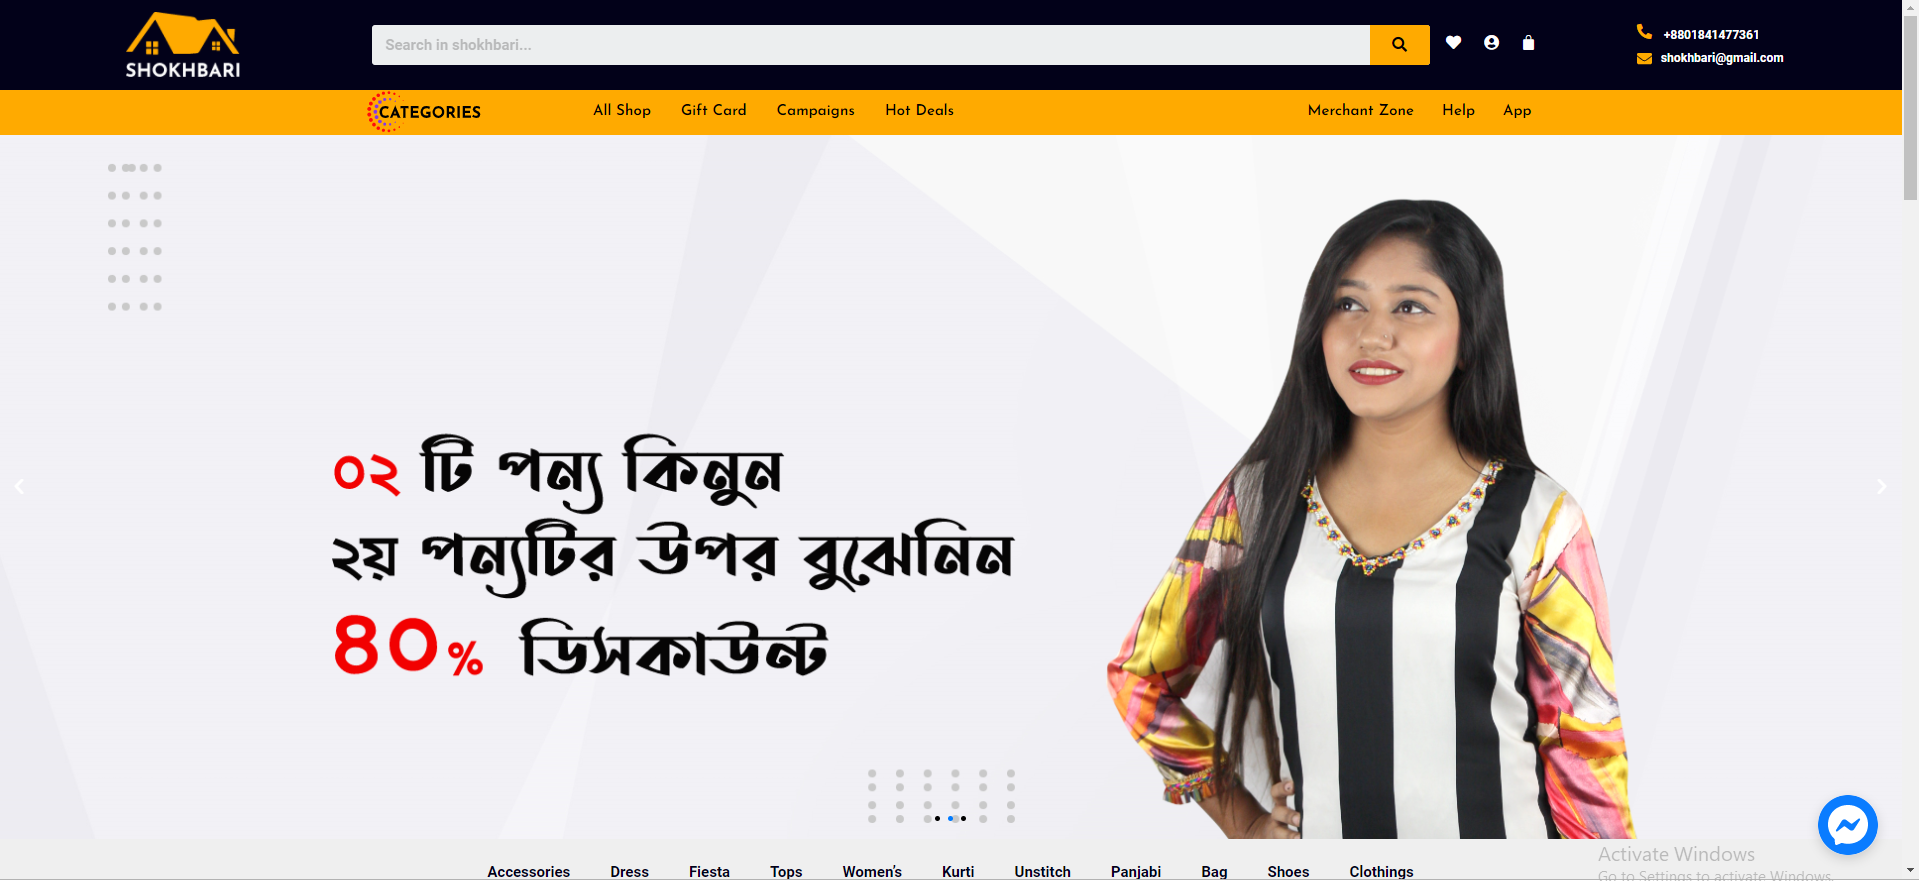 SHOKHBARI
Search in shokhbari...
+8801841477361
shokhbari@gmail.com
CATEGORIES
All Shop
Gift Card
Campaigns
Hot Deals
Merchant Zone
Help
App
০২ টি পন্য কিনুন
২য় পন্যটির উপর বুঝেনিন
৪০% ডিসকাউন্ট
Accessories
Dress
Fiesta
Tops
Women's
Kurti
Unstitch
Panjabi
Bag
Shoes
Clothings
Activate Windows
Go to Settings to activate Windows.